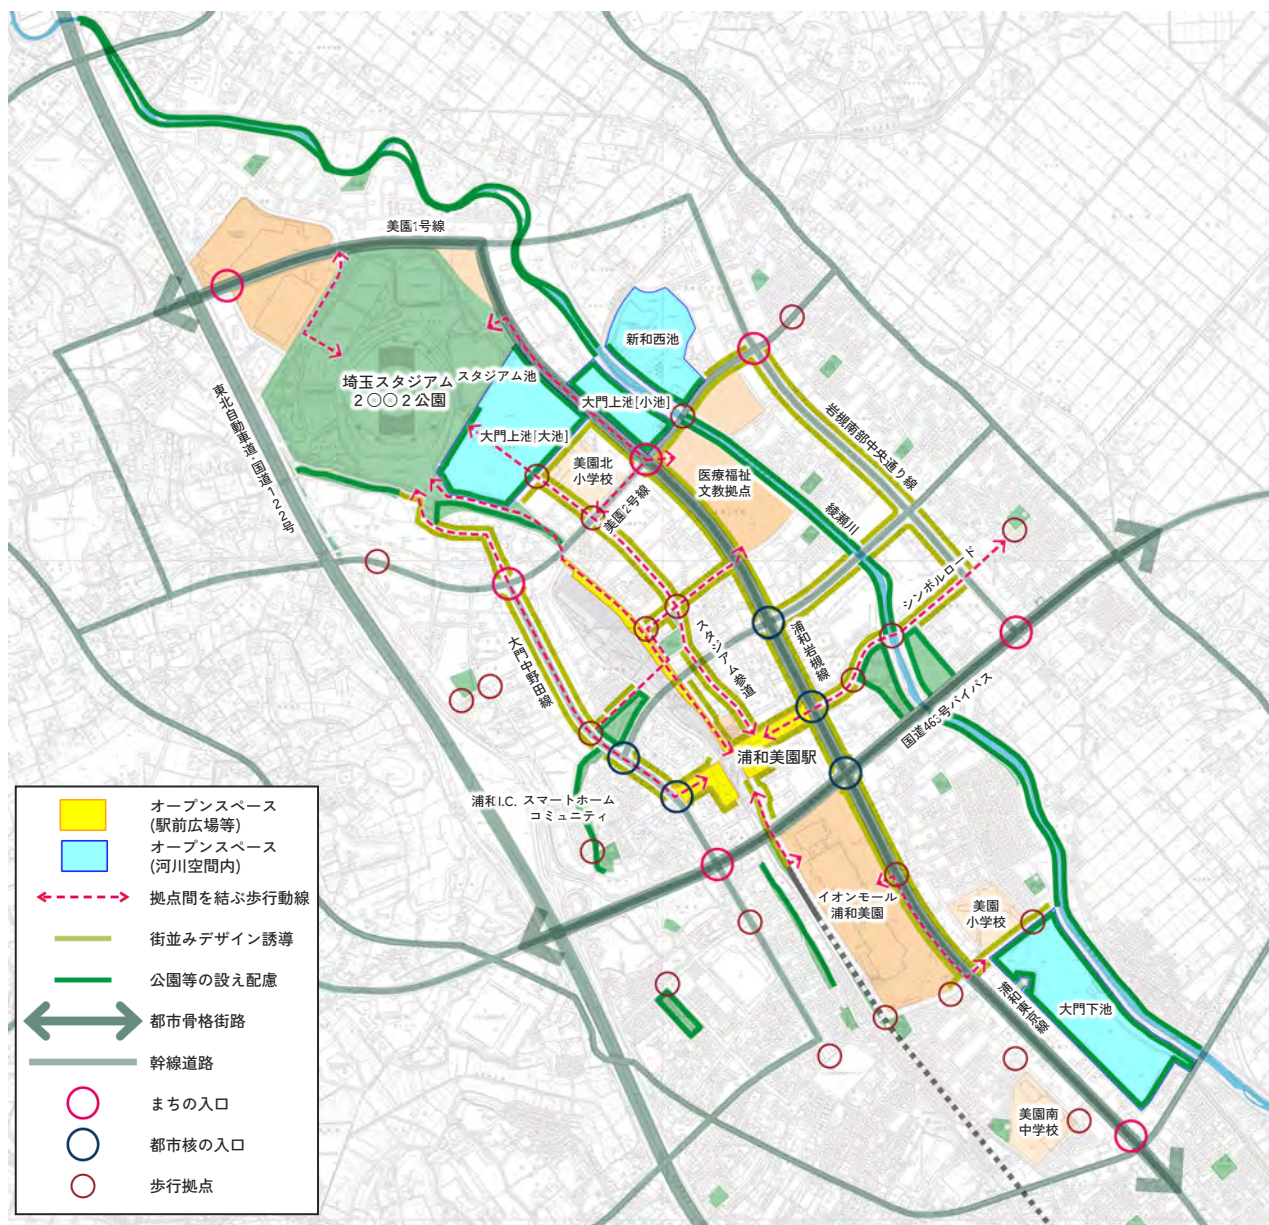 美園1号線
新和西池
埼玉スタジアム
2○○2公園
スタジアム池
大門上池[小池]
大門上池[大池]
美園北
小学校
医療福祉
文教拠点
岩槻南部中央通り線
東北自動車道・国道122号
美園2号線
綾瀬川
シンボルロード
大門中野田線
スタジアム参道
浦和岩槻線
国道463号バイパス
浦和美園駅
浦和I.C.
スマートホーム
コミュニティ
イオンモール
浦和美園
美園
小学校
浦和東京線
大門下池
美園南
中学校
オープンスペース
(駅前広場等)
オープンスペース
(河川空間内)
拠点間を結ぶ歩行動線
街並みデザイン誘導
公園等の設え配慮
都市骨格街路
幹線道路
まちの入口
都市核の入口
歩行拠点